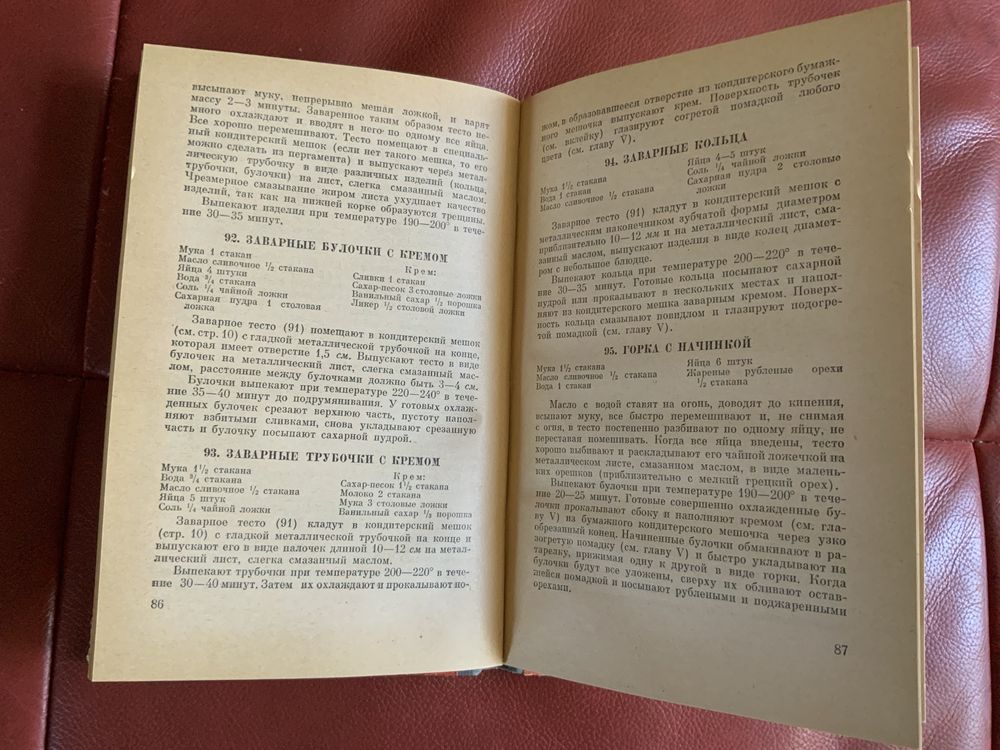 высыпают муку, непрерывно мешая ложкой, и варят
массу 2—3 минуты. Заваренное таким образом тесто не-
много охлаждают и вводят в него по одному все яйца.
Все хорошо перемешивают. Тесто помещают в специаль-
ный кондитерский мешок (если нет такого мешка, то его
можно сделать из пергамента) и выпускают через метал-
лическую трубочку в виде различных изделий (кольца,
трубочки, булочки) на лист, слегка смазанный маслом.
Чрезмерное смазывание жиром листа ухудшает качество
изделий, так как на нижней корке образуются трещины.
Выпекают изделия при температуре 190—200° в тече-
ние 30—35 минут.
92. ЗАВАРНЫЕ БУЛОЧКИ С КРЕМОМ
Мука 1 стакан
Масло сливочное 1/2 стакана
Яйца 4 штуки
Вода 3/4 стакана
Соль 1/4 чайной ложки
Сахарная пудра 1 столовая
ложка
Крем:
Сливки 1 стакан
Сахар-песок 3 столовые ложки
Ванильный сахар 1/2 порошка
Ликер 1/2 столовой ложки
Заварное тесто (91) помещают в кондитерский мешок
(см. стр. 10) с гладкой металлической трубочкой на конце,
которая имеет отверстие 1,5 см. Выпускают тесто в виде
булочек на металлический лист, слегка смазанный мас-
лом, расстояние между булочками должно быть 3—4 см.
Булочки выпекают при температуре 220—240° в тече-
ние 35—40 минут до подрумянивания. У готовых охлаж-
денных булочек срезают верхнюю часть, пустоту напол-
няют взбитыми сливками, снова укладывают срезанную
часть и булочку посыпают сахарной пудрой.
93. ЗАВАРНЫЕ ТРУБОЧКИ С КРЕМОМ
Мука 1 1/2 стакана
Вода 3/4 стакана
Масло сливочное 1/2 стакана
Яйца 5 штук
Соль 1/4 чайной ложки
Крем:
Сахар-песок 1 1/2 стакана
Молоко 2 стакана
Мука 3 столовые ложки
Ванильный сахар 1/2 порошка
Заварное тесто (91) кладут в кондитерский мешок
(стр. 10) с гладкой металлической трубочкой на конце и
выпускают его в виде палочек длиной 10—12 см на метал-
лический лист, слегка смазанный маслом.
Выпекают трубочки при температуре 200—220° в тече-
ние 30—40 минут. Затем их охлаждают и прокалывают но-
86
жом, в образовавшееся отверстие из кондитерского бумаж-
ного мешочка выпускают крем. Поверхность трубочек
(см. вклейку) глазируют согретой помадкой любого
цвета (см. главу V).
94. ЗАВАРНЫЕ КОЛЬЦА
Мука 1 1/2 стакана
Вода 1 стакан
Масло сливочное 1/2 стакана
Яйца 4—5 штук
Соль 1/4 чайной ложки
Сахарная пудра 2 столовые
ложки
Заварное тесто (91) кладут в кондитерский мешок с
металлическим наконечником зубчатой формы диаметром
приблизительно 10—12 мм и на металлический лист, сма-
занный маслом, выпускают изделия в виде колец диамет-
ром с небольшое блюдце.
Выпекают кольца при температуре 200—220° в тече-
ние 30—35 минут. Готовые кольца посыпают сахарной
пудрой или прокалывают в нескольких местах и напол-
няют из кондитерского мешка заварным кремом. Поверх-
ность кольца смазывают повидлом и глазируют подогре-
той помадкой (см. главу V).
95. ГОРКА С НАЧИНКОЙ
Мука 1 1/2 стакана
Масло сливочное 1/2 стакана
Вода 1 стакан
Яйца 6 штук
Жареные рубленые орехи
1/2 стакана
Масло с водой ставят на огонь, доводят до кипения,
всыпают муку, все быстро перемешивают и, не снимая
с огня, в тесто постепенно разбивают по одному яйцу, не
переставая помешивать. Когда все яйца введены, тесто
хорошо выбивают и раскладывают его чайной ложечкой на
металлическом листе, смазанном маслом, в виде малень-
ких орешков (приблизительно с мелкий грецкий орех).
Выпекают булочки при температуре 190—200° в тече-
ние 20—25 минут. Готовые совершенно охлажденные бу-
лочки прокалывают сбоку и наполняют кремом (см. гла-
ву V) из бумажного кондитерского мешочка через узко
обрезанный конец. Начиненные булочки обмакивают в ра-
зогретую помадку (см. главу V) и быстро укладывают на
тарелку, прижимая одну к другой в виде горки. Когда
булочки будут все уложены, сверху их обливают остав-
шейся помадкой и посыпают рублеными и поджаренными
орехами.
87